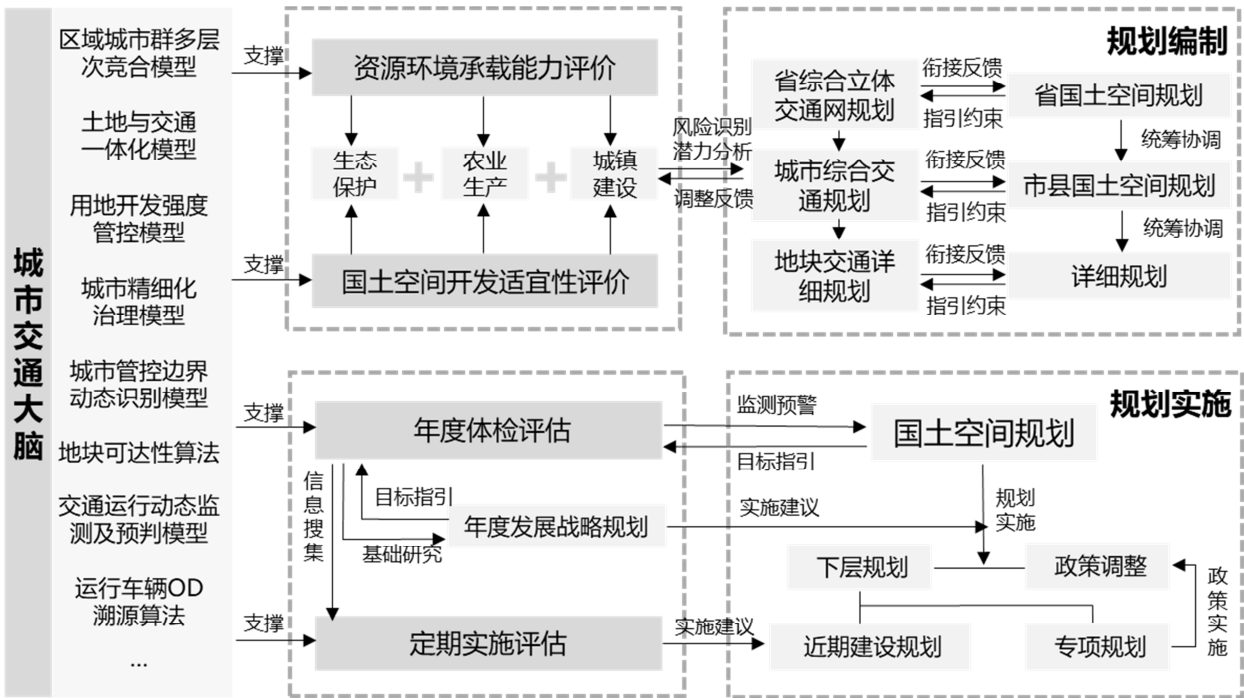 城市交通大脑
区域城市群多层
次竞合模型
土地与交通
一体化模型
用地开发强度
管控模型
城市精细化
治理模型
城市管控边界
动态识别模型
地块可达性算法
交通运行动态监
测及预判模型
运行车辆OD
溯源算法
...
支撑
支撑
支撑
支撑
资源环境承载能力评价
生态
保护
农业
生产
城镇
建设
国土空间开发适宜性评价
风险识别
潜力分析
调整反馈
规划编制
省综合立体
交通网规划
衔接反馈
指引约束
省国土空间规划
统筹协调
城市综合交
通规划
衔接反馈
指引约束
市县国土空间规划
统筹协调
地块交通详
细规划
衔接反馈
指引约束
详细规划
年度体检评估
信息搜集
目标指引
年度发展战略规划
基础研究
定期实施评估
监测预警
目标指引
实施建议
实施建议
规划实施
国土空间规划
规划
实施
下层规划
政策调整
近期建设规划
专项规划
政策实施